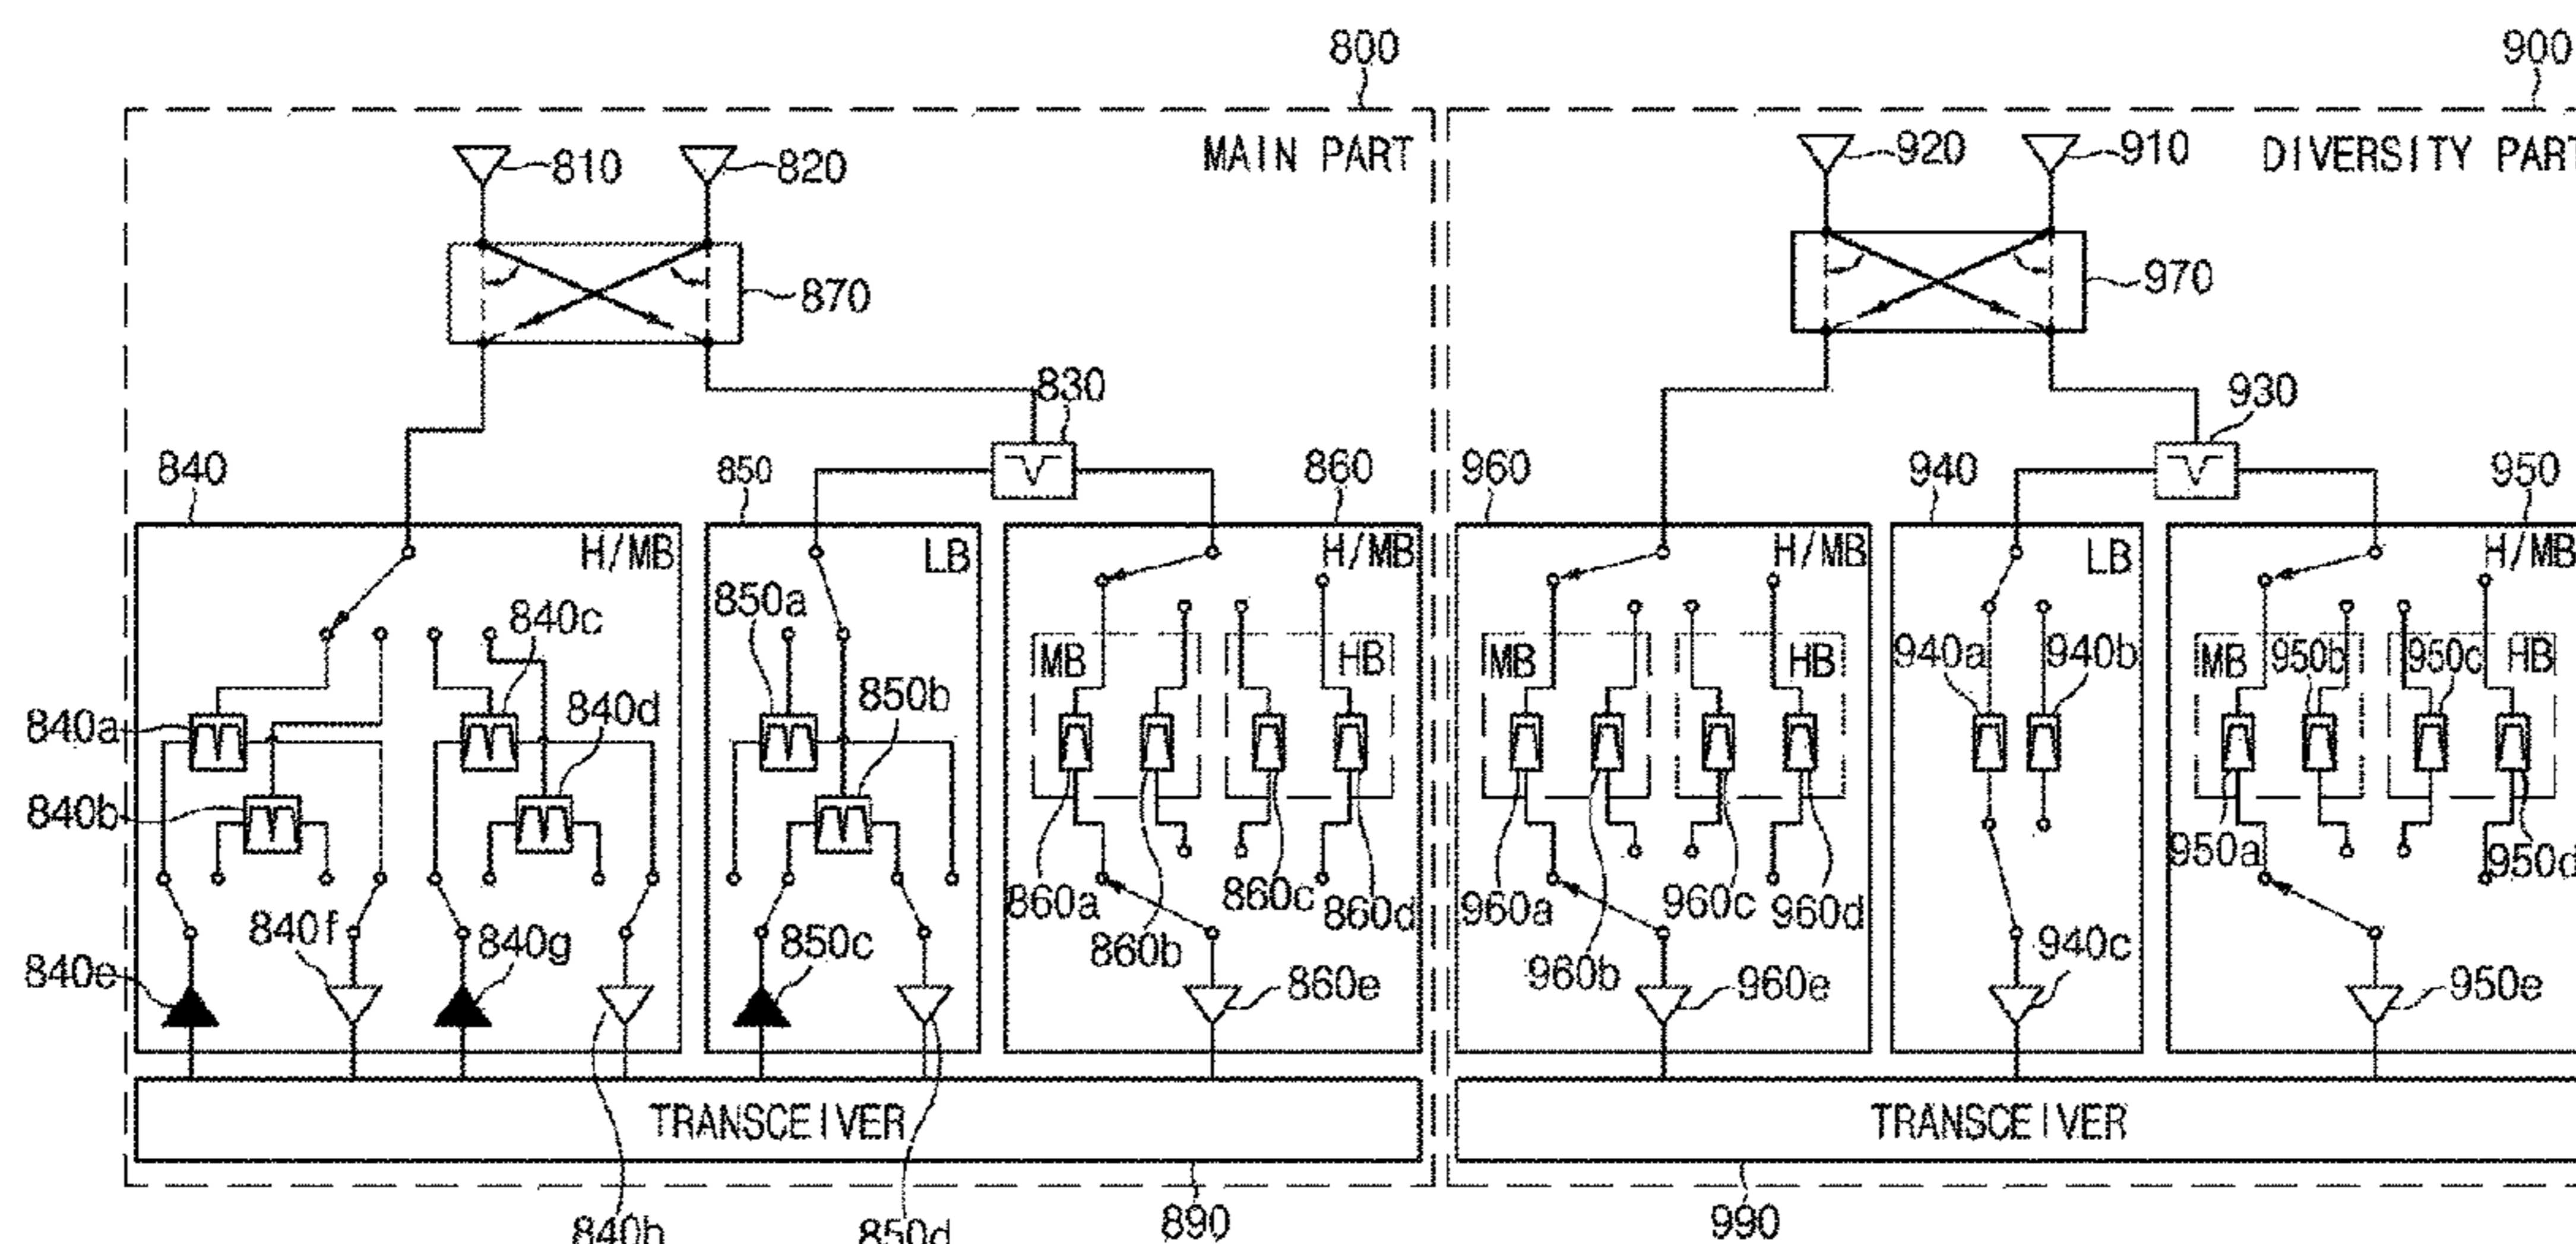 800
900
MAIN PART
DIVERSITY PART
810
820
920
910
870
970
830
930
840
850
860
960
940
950
H/MB
LB
H/MB
H/MB
LB
H/MB
850a
840c
MB
HB
MB
HB
940a
940b
MB
950b
950c
HB
840a
840d
850b
840b
860a
860c
860d
960a
960c
960d
950a
950d
840f
840g
850c
860b
960b
940c
840e
860e
960e
950e
TRANSCEIVER
TRANSCEIVER
850d
890
990